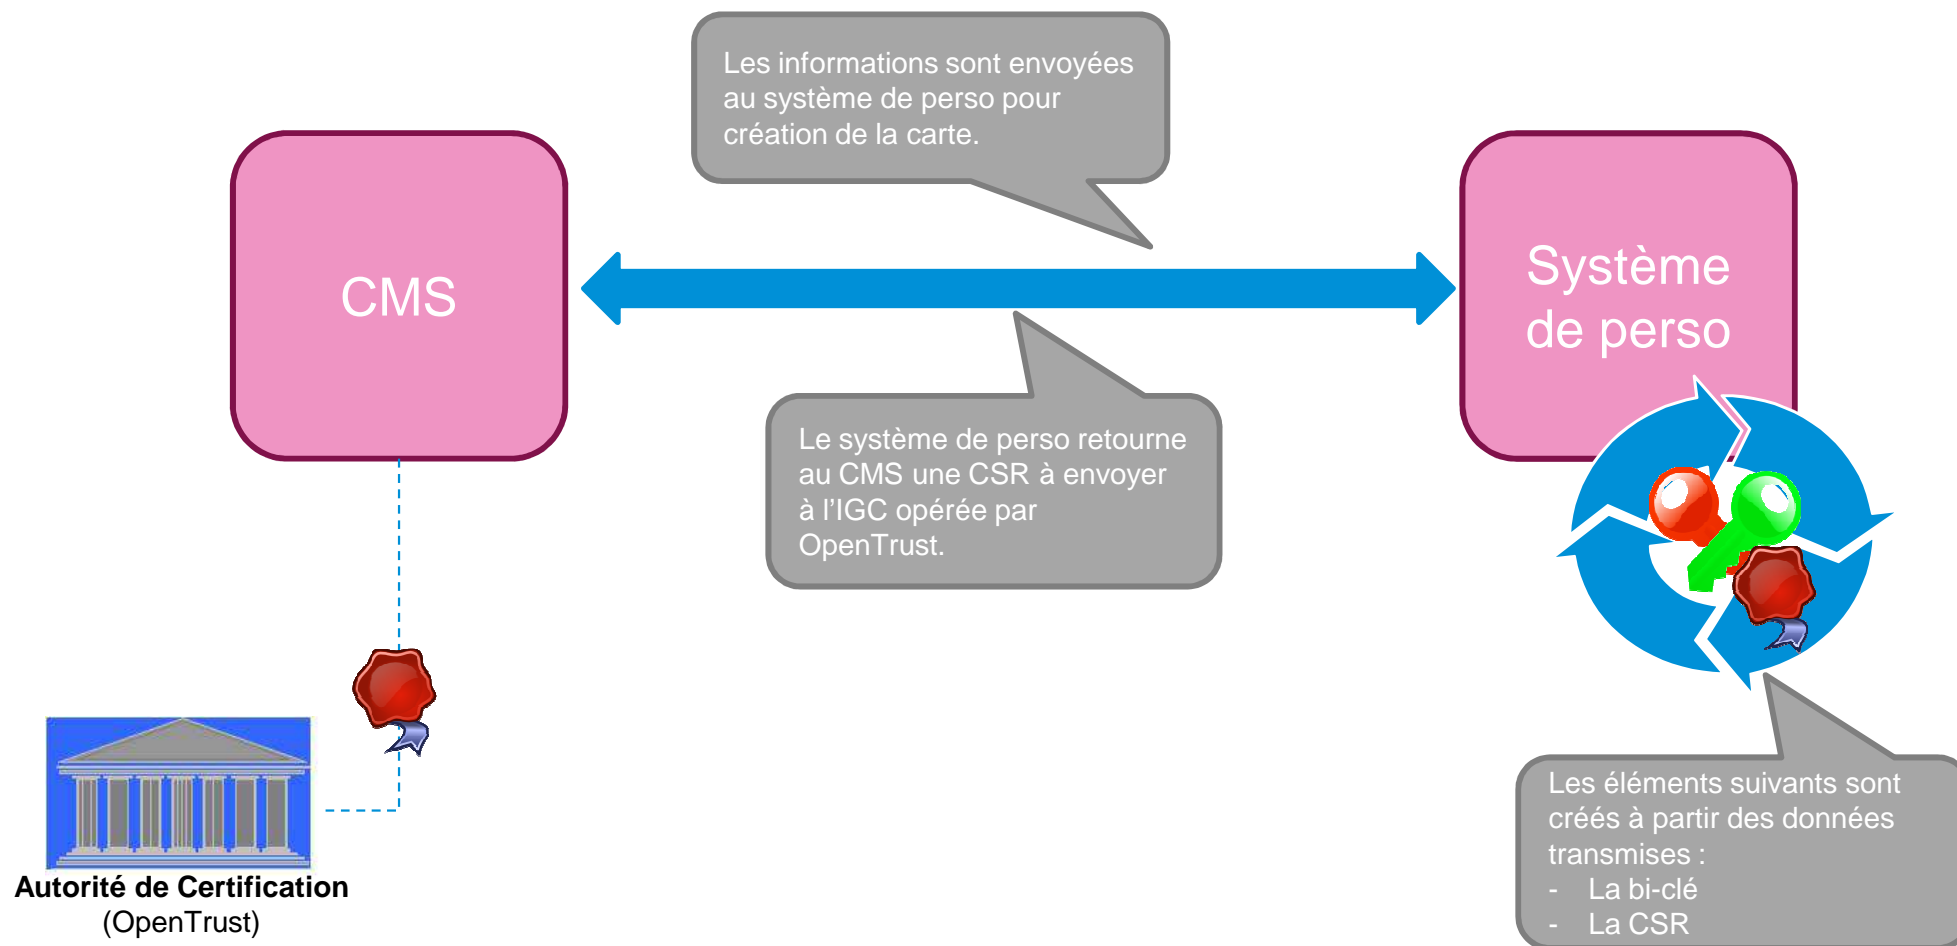 Les informations sont envoyées
au système de perso pour
création de la carte.
CMS
Système
de perso
Le système de perso retourne
au CMS une CSR à envoyer
à l'IGC opérée par
OpenTrust.
Les éléments suivants sont
créés à partir des données
transmises :
- La bi-clé
- La CSR
Autorité de Certification
(OpenTrust)